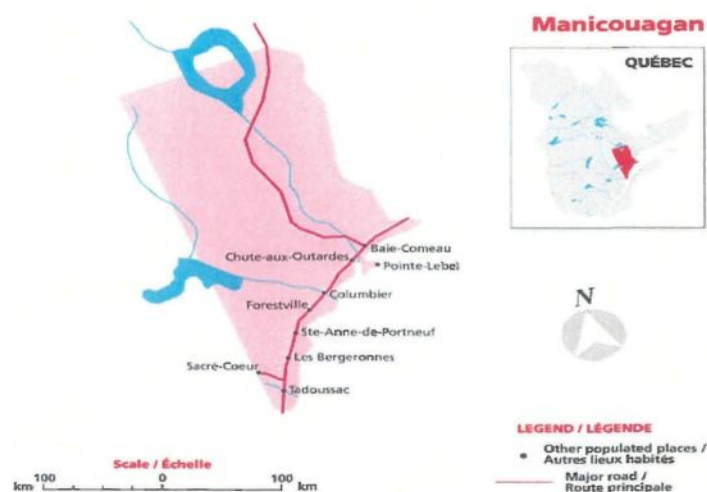 Manicouagan
QUÉBEC
Baie-Comeau
Chute-aux-Outardes
Pointe-Lebel
Columbier
Forestville
Ste-Anne-de-Portneuf
Les Bergeronnes
Sacré-Coeur
Tadoussac
N
LEGEND / LÉGENDE
Other populated places /
Autres lieux habités
Major road /
Route principale
Scale / Échelle
100 0 100
km km